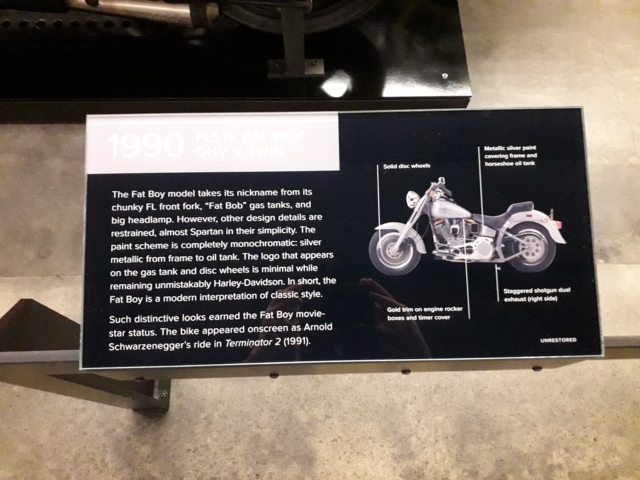 1990 FLSTF FAT BOY
OHV V-TWIN
The Fat Boy model takes its nickname from its
chunky FL front fork, "Fat Bob" gas tanks, and
big headlamp. However, other design details are
restrained, almost Spartan in their simplicity. The
paint scheme is completely monochromatic: silver
metallic from frame to oil tank. The logo that appears
on the gas tank and disc wheels is minimal while
remaining unmistakably Harley-Davidson. In short, the
Fat Boy is a modern interpretation of classic style.
Such distinctive looks earned the Fat Boy movie-
star status. The bike appeared onscreen as Arnold
Schwarzenegger's ride in Terminator 2 (1991).
Solid disc wheels
Metallic silver paint
covering frame and
horseshoe oil tank
Gold trim on engine rocker
boxes and timer cover
Staggered shotgun dual
exhaust (right side)
UNRESTORED